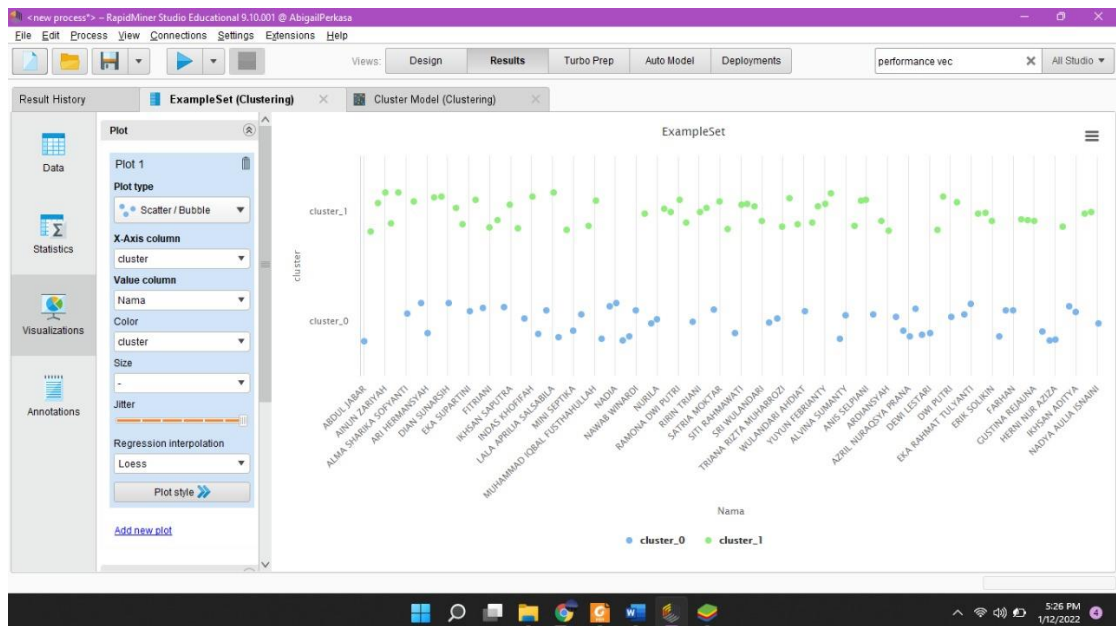 <new process*> – RapidMiner Studio Educational 9.10.001 @ AbigailPerkasa
File Edit Process View Connections Settings Extensions Help
Views: Design Results Turbo Prep Auto Model Deployments performance vec All Studio
Result History ExampleSet (Clustering) Cluster Model (Clustering)
Data
Statistics
Visualizations
Annotations
Plot
Plot 1
Plot type
Scatter / Bubble
X-Axis column
cluster
Value column
Nama
Color
cluster
Size
-
Jitter
Regression interpolation
Loess
Plot style
Add new plot
ExampleSet
cluster
cluster_1
cluster_0
ABDUL JABAR
AINUN ZARIYAH
ALMA SHARIKA SOFYANTI
ARI HERMANSYAH
DIAN SUNARSIH
EKA SUPARTINI
FITRIANI
IKHSAN SAPUTRA
INDAS KHOFIFAH
LALA APRILIA SALSABILA
MINI SEPTIKA
MUHAMMAD IQBAL FUSTHAHULLAH
NADIA
NAWAB WINARDI
NURILA
RAMONA DWI PUTRI
RIRIN TRIANI
SATRIA MOKTAR
SITI RAHMAWATI
SRI WULANDARI
TRIANA RIZTA MUHARROZI
WULANDARI AHIDAT
YUYUN FEBRIANTY
ALVINA SUMANTY
ANIS SELPIANI
ARDIANSYAH
AZRIL NURAQSYA PRANA
DEWI LESTARI
DWI PUTRI
EKA RAHMAT TULYANTI
ERIK SOLIKIN
FARHAN
GUSTINA REJAUNA
HERNI NUR AZIZA
IKHSAN ADITYA
NADYA AULIA ISNAINI
Nama
cluster_0 cluster_1
5:26 PM
1/12/2022
4